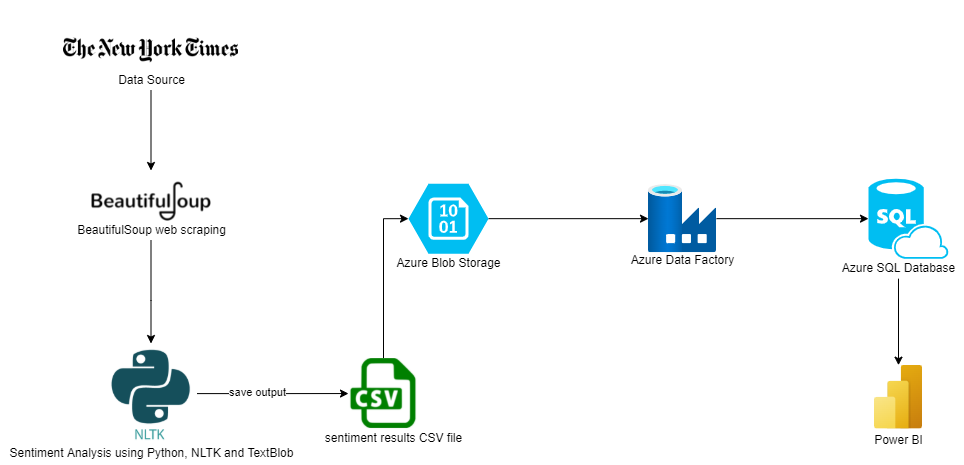 The New York Times
Data Source
BeautifulSoup
BeautifulSoup web scraping
NLTK
Sentiment Analysis using Python, NLTK and TextBlob
save output
CSV
sentiment results CSV file
10
01
Azure Blob Storage
Azure Data Factory
SQL
Azure SQL Database
Power BI